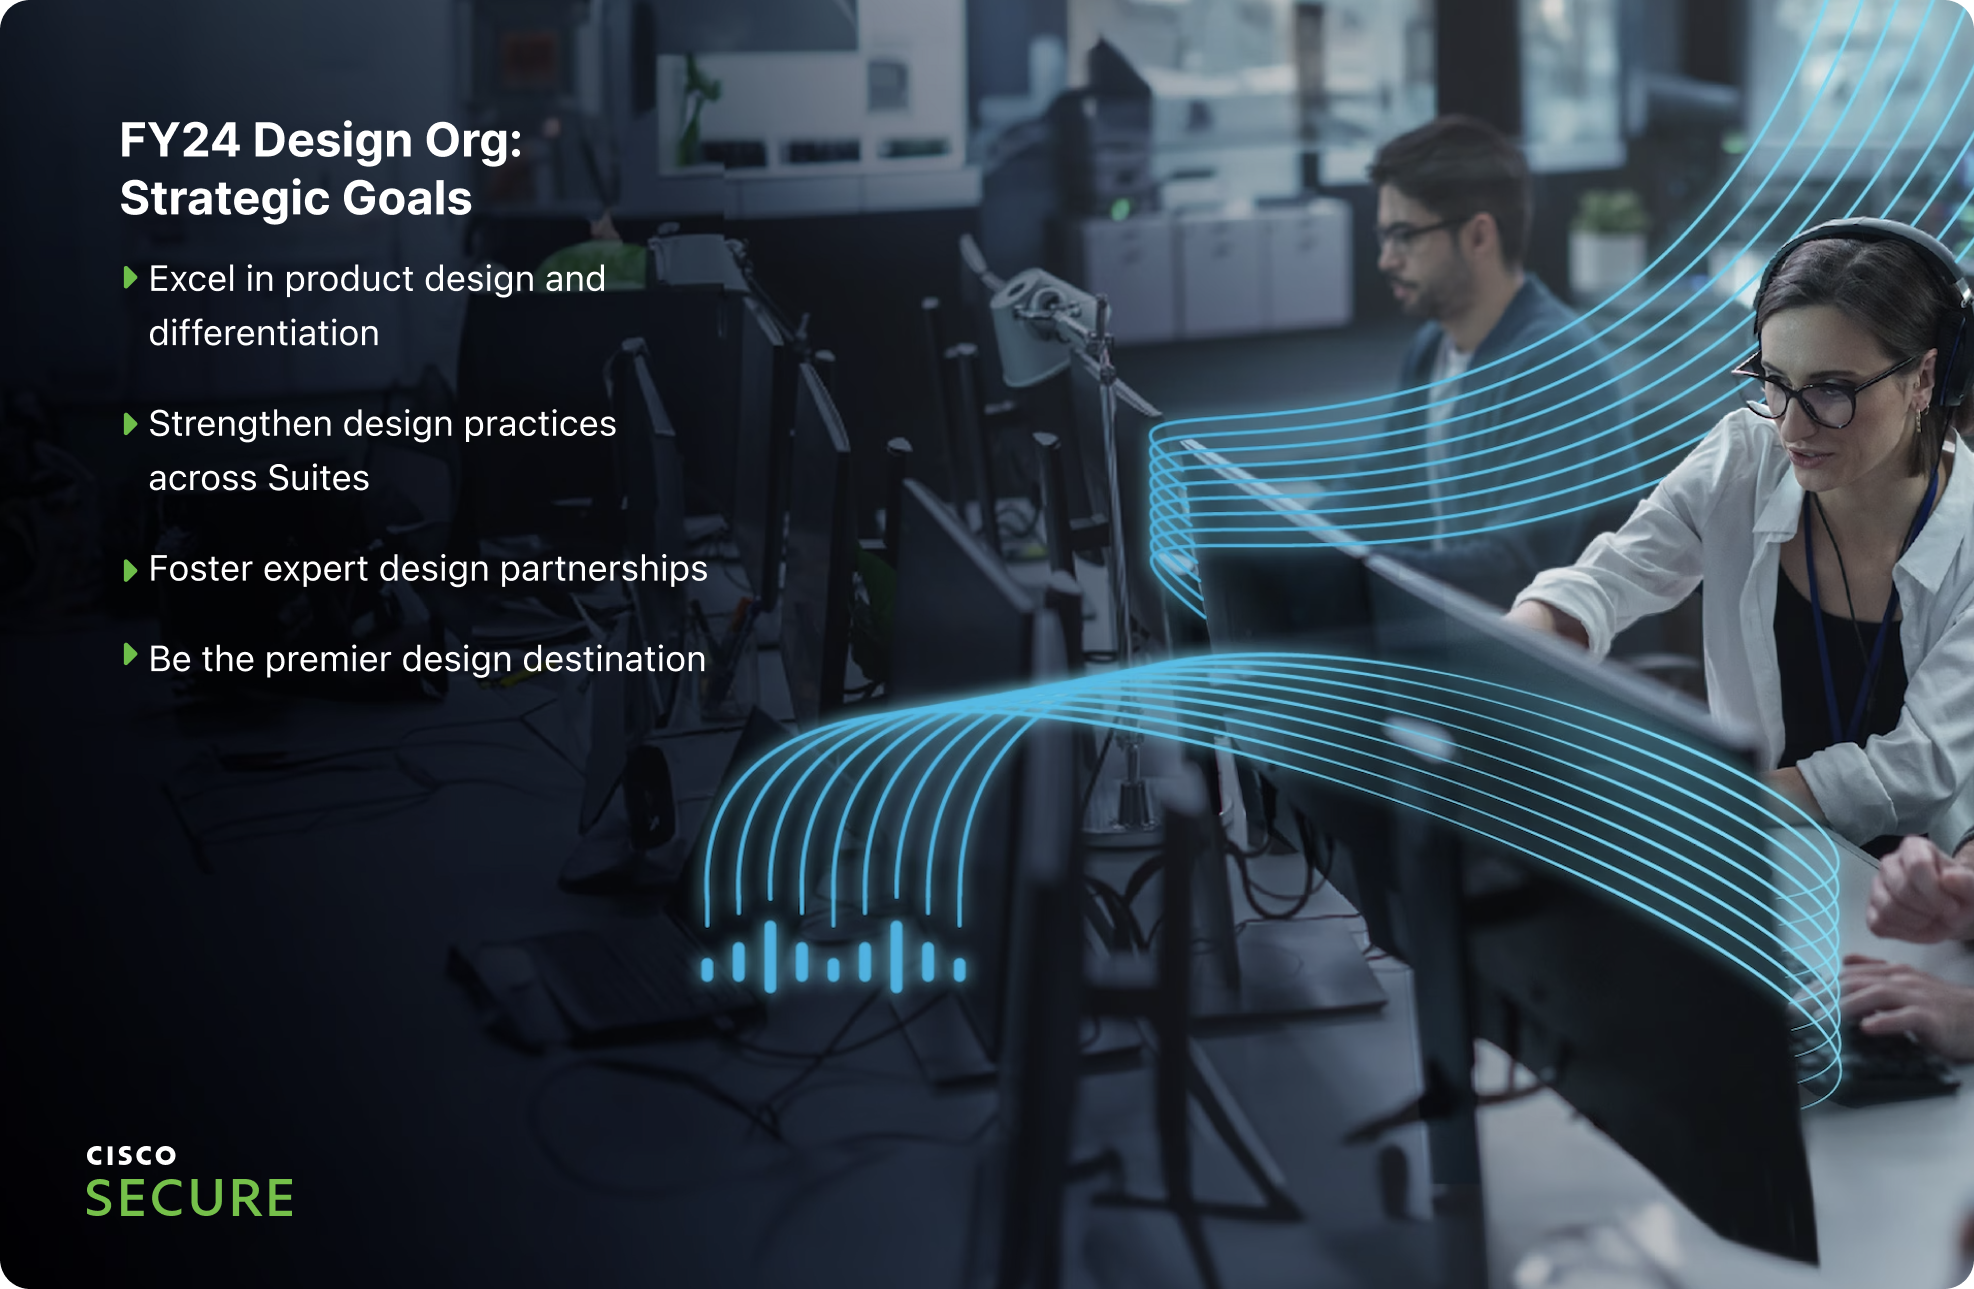 FY24 Design Org:
Strategic Goals
Excel in product design and
differentiation
Strengthen design practices
across Suites
Foster expert design partnerships
Be the premier design destination
CISCO
SECURE